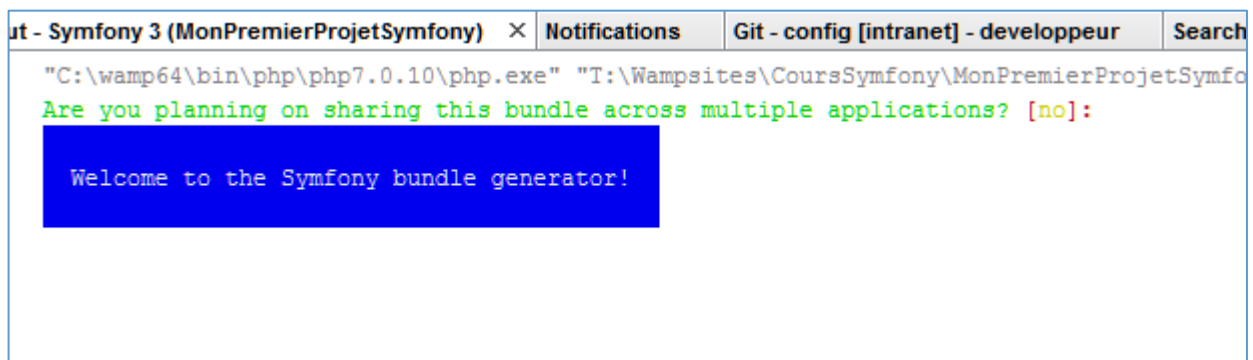 ut - Symfony 3 (MonPremierProjetSymfony) × Notifications Git - config [intranet] - developpeur Search
"C:\wamp64\bin\php\php7.0.10\php.exe" "T:\Wampsites\CoursSymfony\MonPremierProjetSymfo
Are you planning on sharing this bundle across multiple applications? [no]:
Welcome to the Symfony bundle generator!